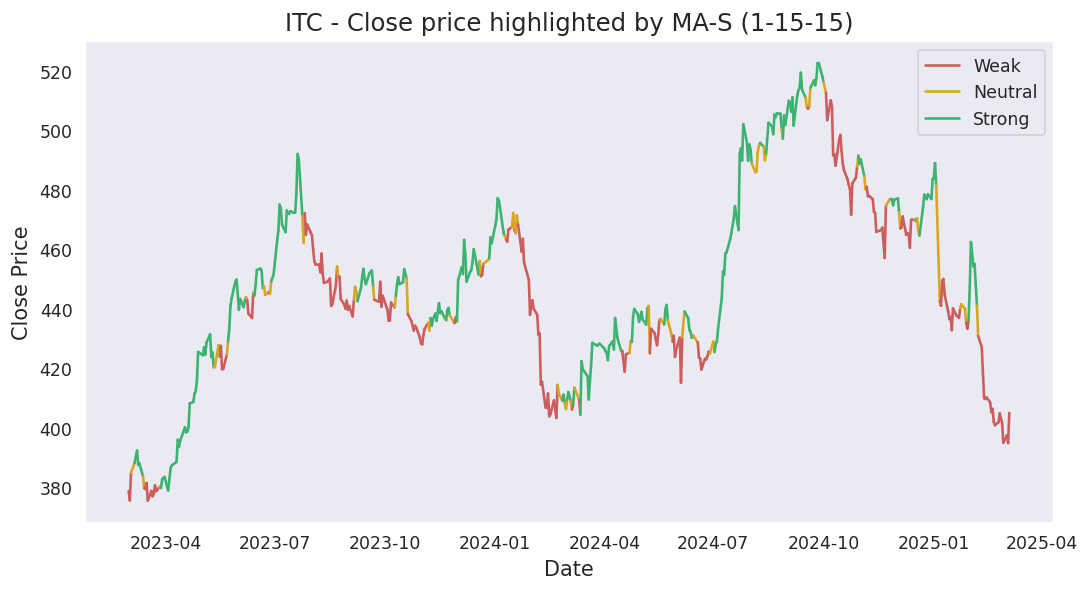 ITC - Close price highlighted by MA-S (1-15-15)
Weak
Neutral
Strong
Close Price
520
500
480
460
440
420
400
380
2023-04 2023-07 2023-10 2024-01 2024-04 2024-07 2024-10 2025-01 2025-04
Date